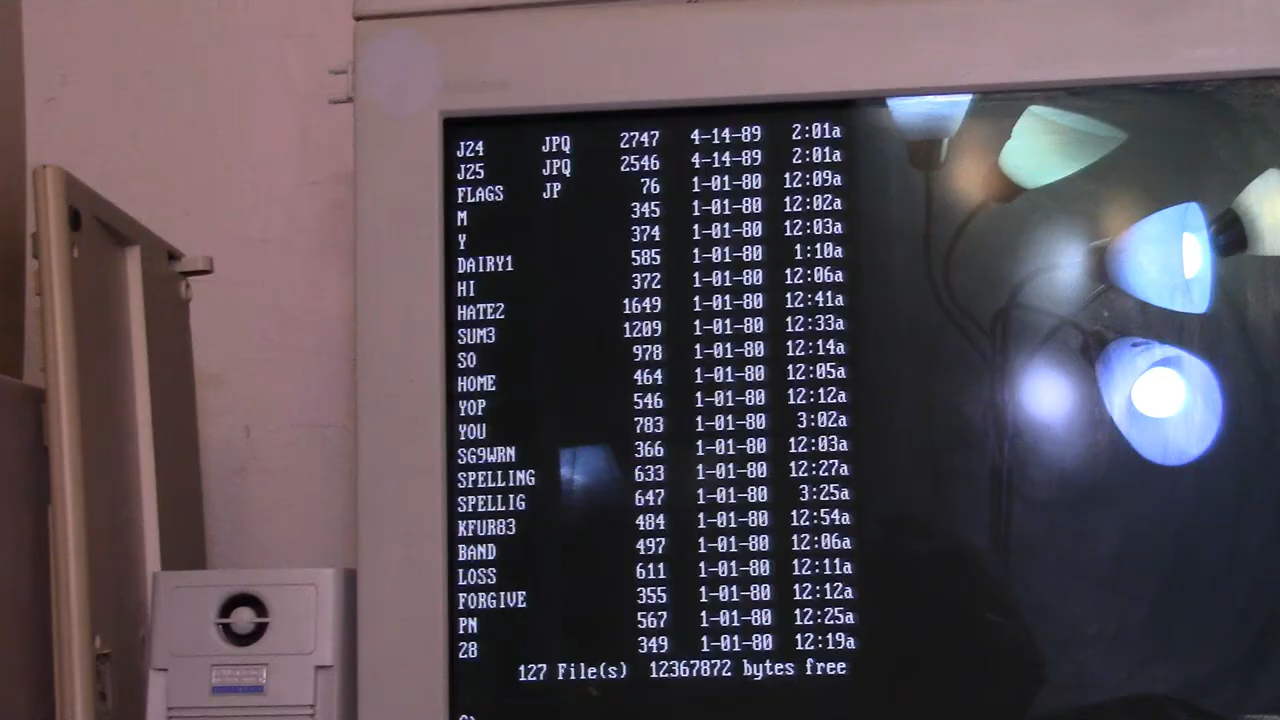 J24 JPQ 2747 4-14-89 2:01a
J25 JPQ 2546 4-14-89 2:01a
FLAGS JP 76 1-01-80 12:09a
M 345 1-01-80 12:02a
Y 374 1-01-80 12:03a
DAIRY1 585 1-01-80 1:10a
HI 372 1-01-80 12:06a
HATE2 1649 1-01-80 12:41a
SUM3 1209 1-01-80 12:33a
SO 978 1-01-80 12:14a
HOME 464 1-01-80 12:05a
YOP 546 1-01-80 12:12a
YOU 783 1-01-80 3:02a
SG9WRN 366 1-01-80 12:03a
SPELLING 633 1-01-80 12:27a
SPELLIG 647 1-01-80 3:25a
KFUR83 484 1-01-80 12:54a
BAND 497 1-01-80 12:06a
LOSS 611 1-01-80 12:11a
FORGIVE 355 1-01-80 12:12a
PN 567 1-01-80 12:25a
28 349 1-01-80 12:19a
127 File(s) 12367872 bytes free